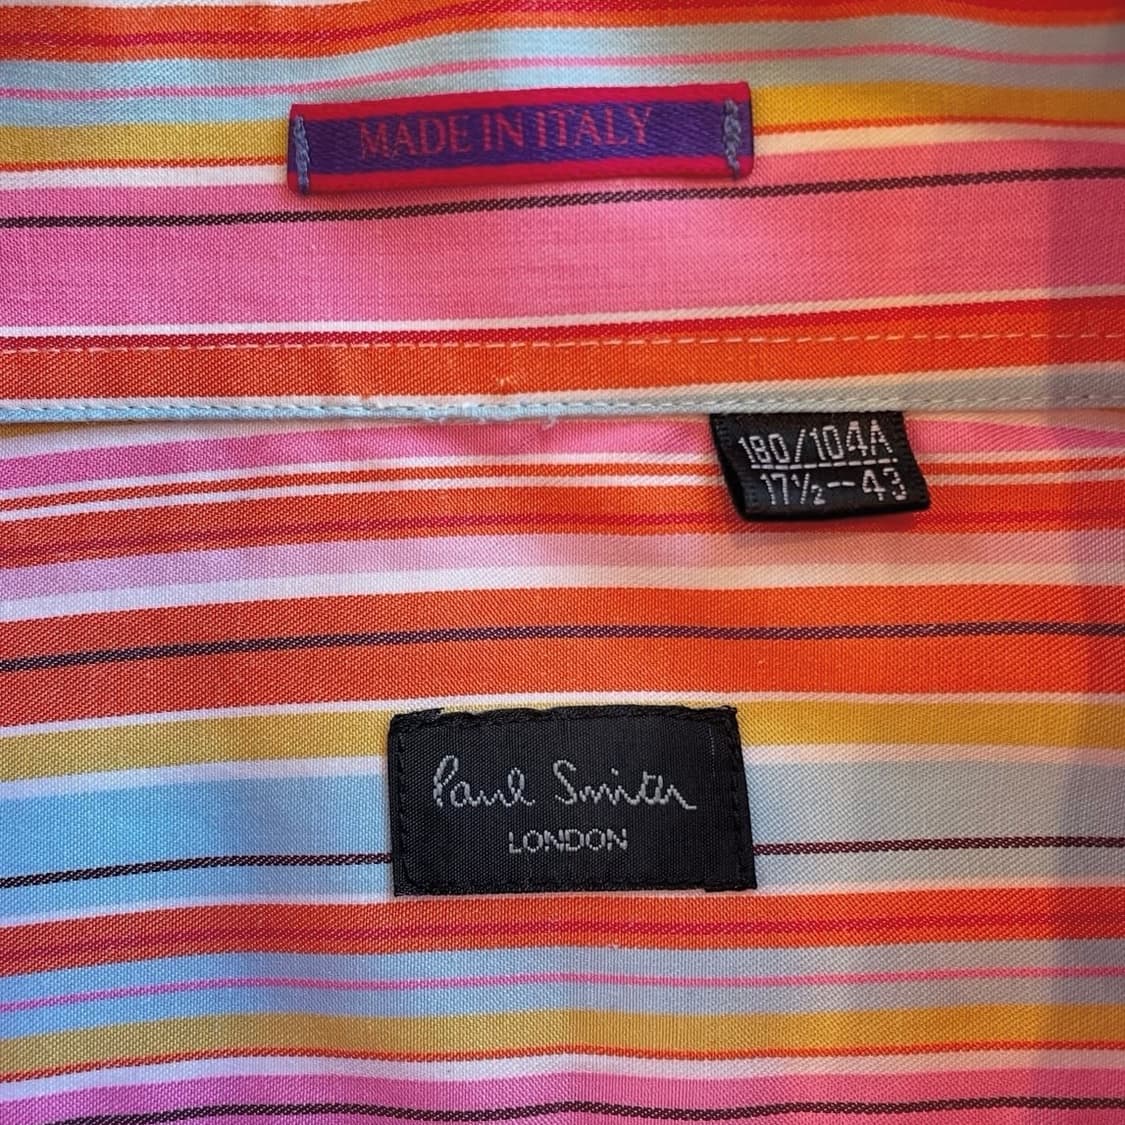 MADE IN ITALY
180/104A
17½--43
Paul Smith
LONDON